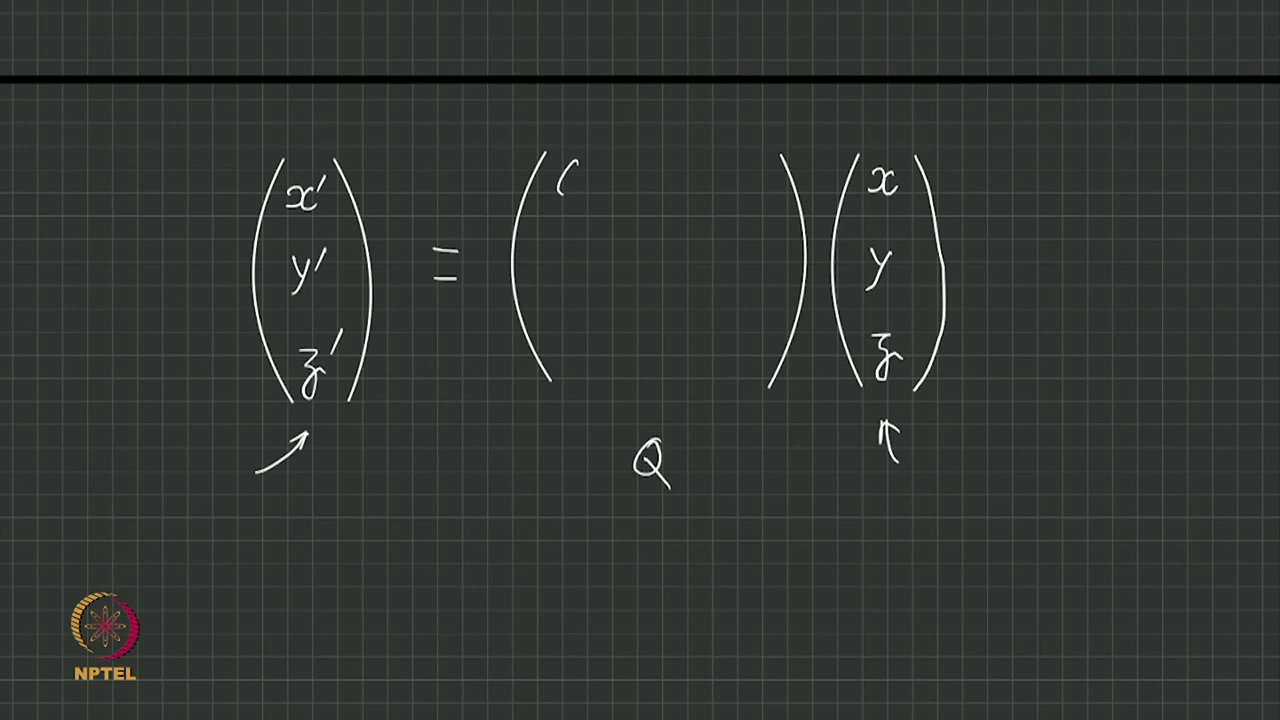 x′ x
y′ = y
z′ z
Q
NPTEL